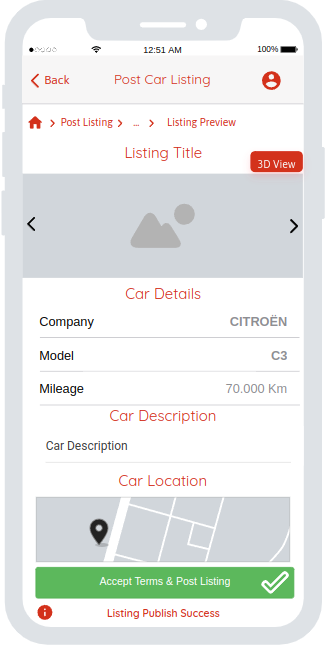 12:51 AM 100%
Back Post Car Listing
Post Listing ... Listing Preview
Listing Title
3D View
Car Details
Company CITROËN
Model C3
Mileage 70.000 Km
Car Description
Car Description
Car Location
Accept Terms & Post Listing
Listing Publish Success